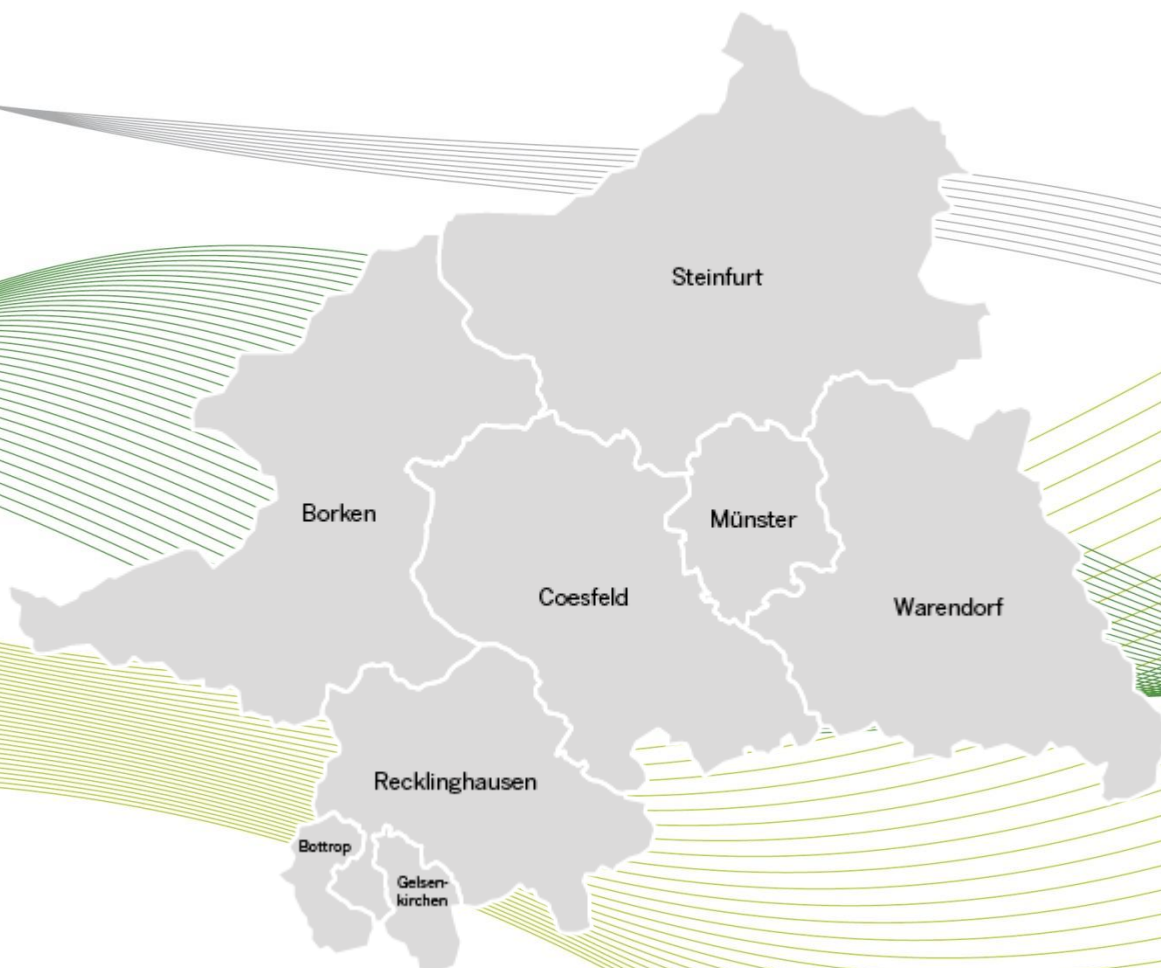 Steinfurt
Borken
Münster
Coesfeld
Warendorf
Recklinghausen
Bottrop
Gelsen-
kirchen